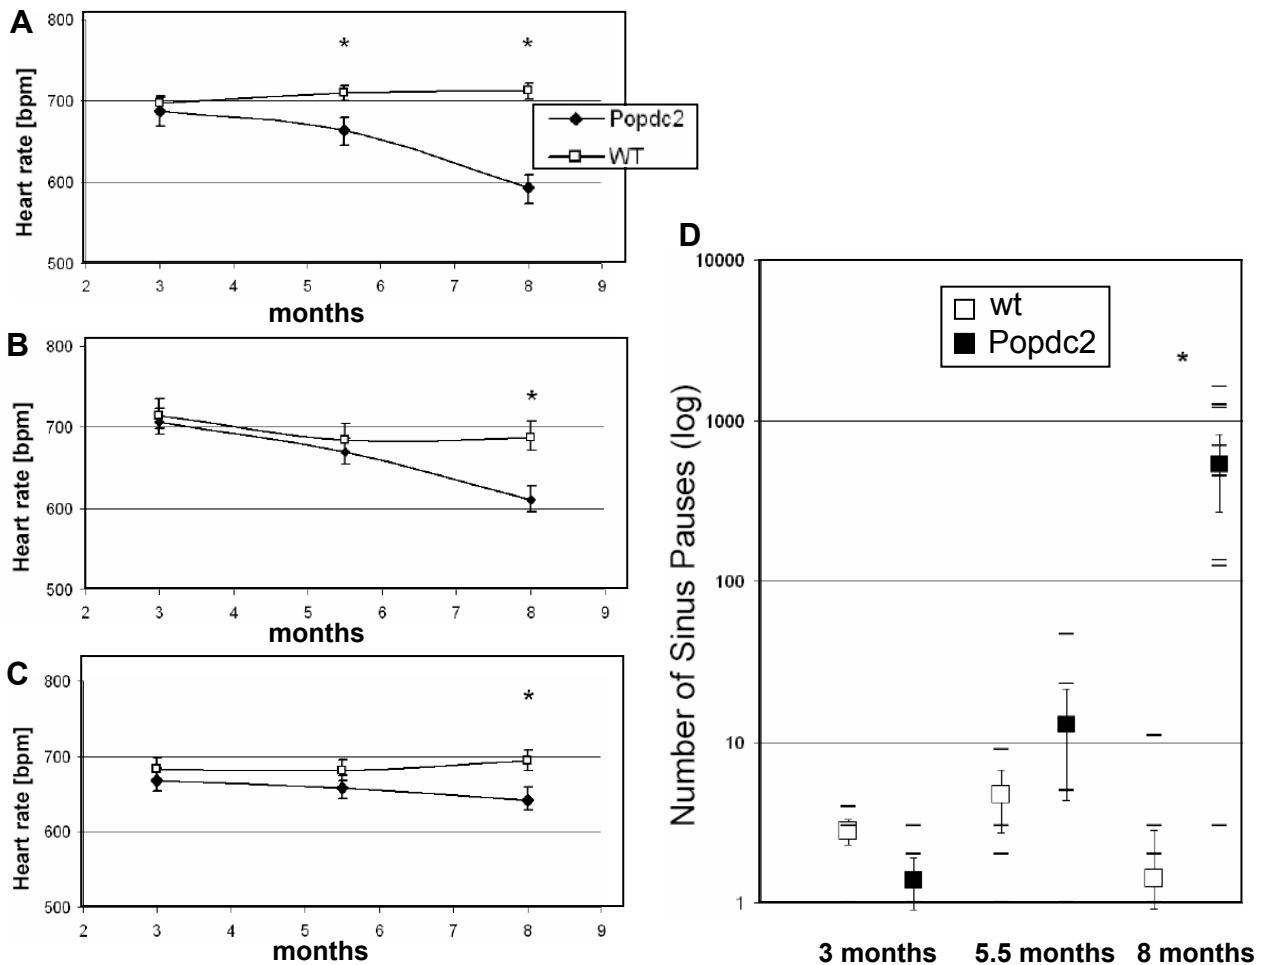 A
800
700
600
500
Heart rate [bpm]
* *
Popdc2
WT
2 3 4 5 6 7 8 9
months
B
800
700
600
500
Heart rate [bpm]
*
2 3 4 5 6 7 8 9
months
C
800
700
600
500
Heart rate [bpm]
*
2 3 4 5 6 7 8 9
months
D
10000
1000
100
10
1
Number of Sinus Pauses (log)
wt
Popdc2
*
3 months 5.5 months 8 months